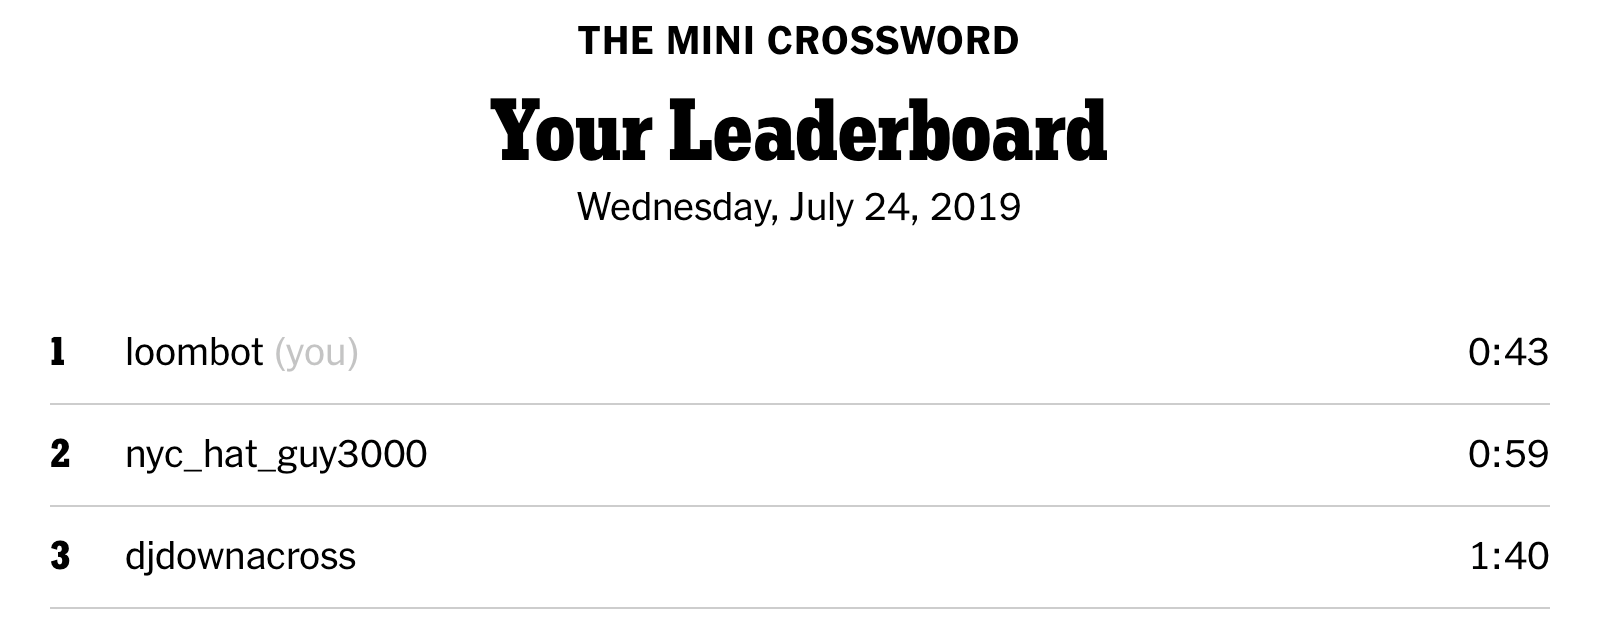 THE MINI CROSSWORD
Your Leaderboard
Wednesday, July 24, 2019
1 loombot (you) 0:43
2 nyc_hat_guy3000 0:59
3 djdownacross 1:40